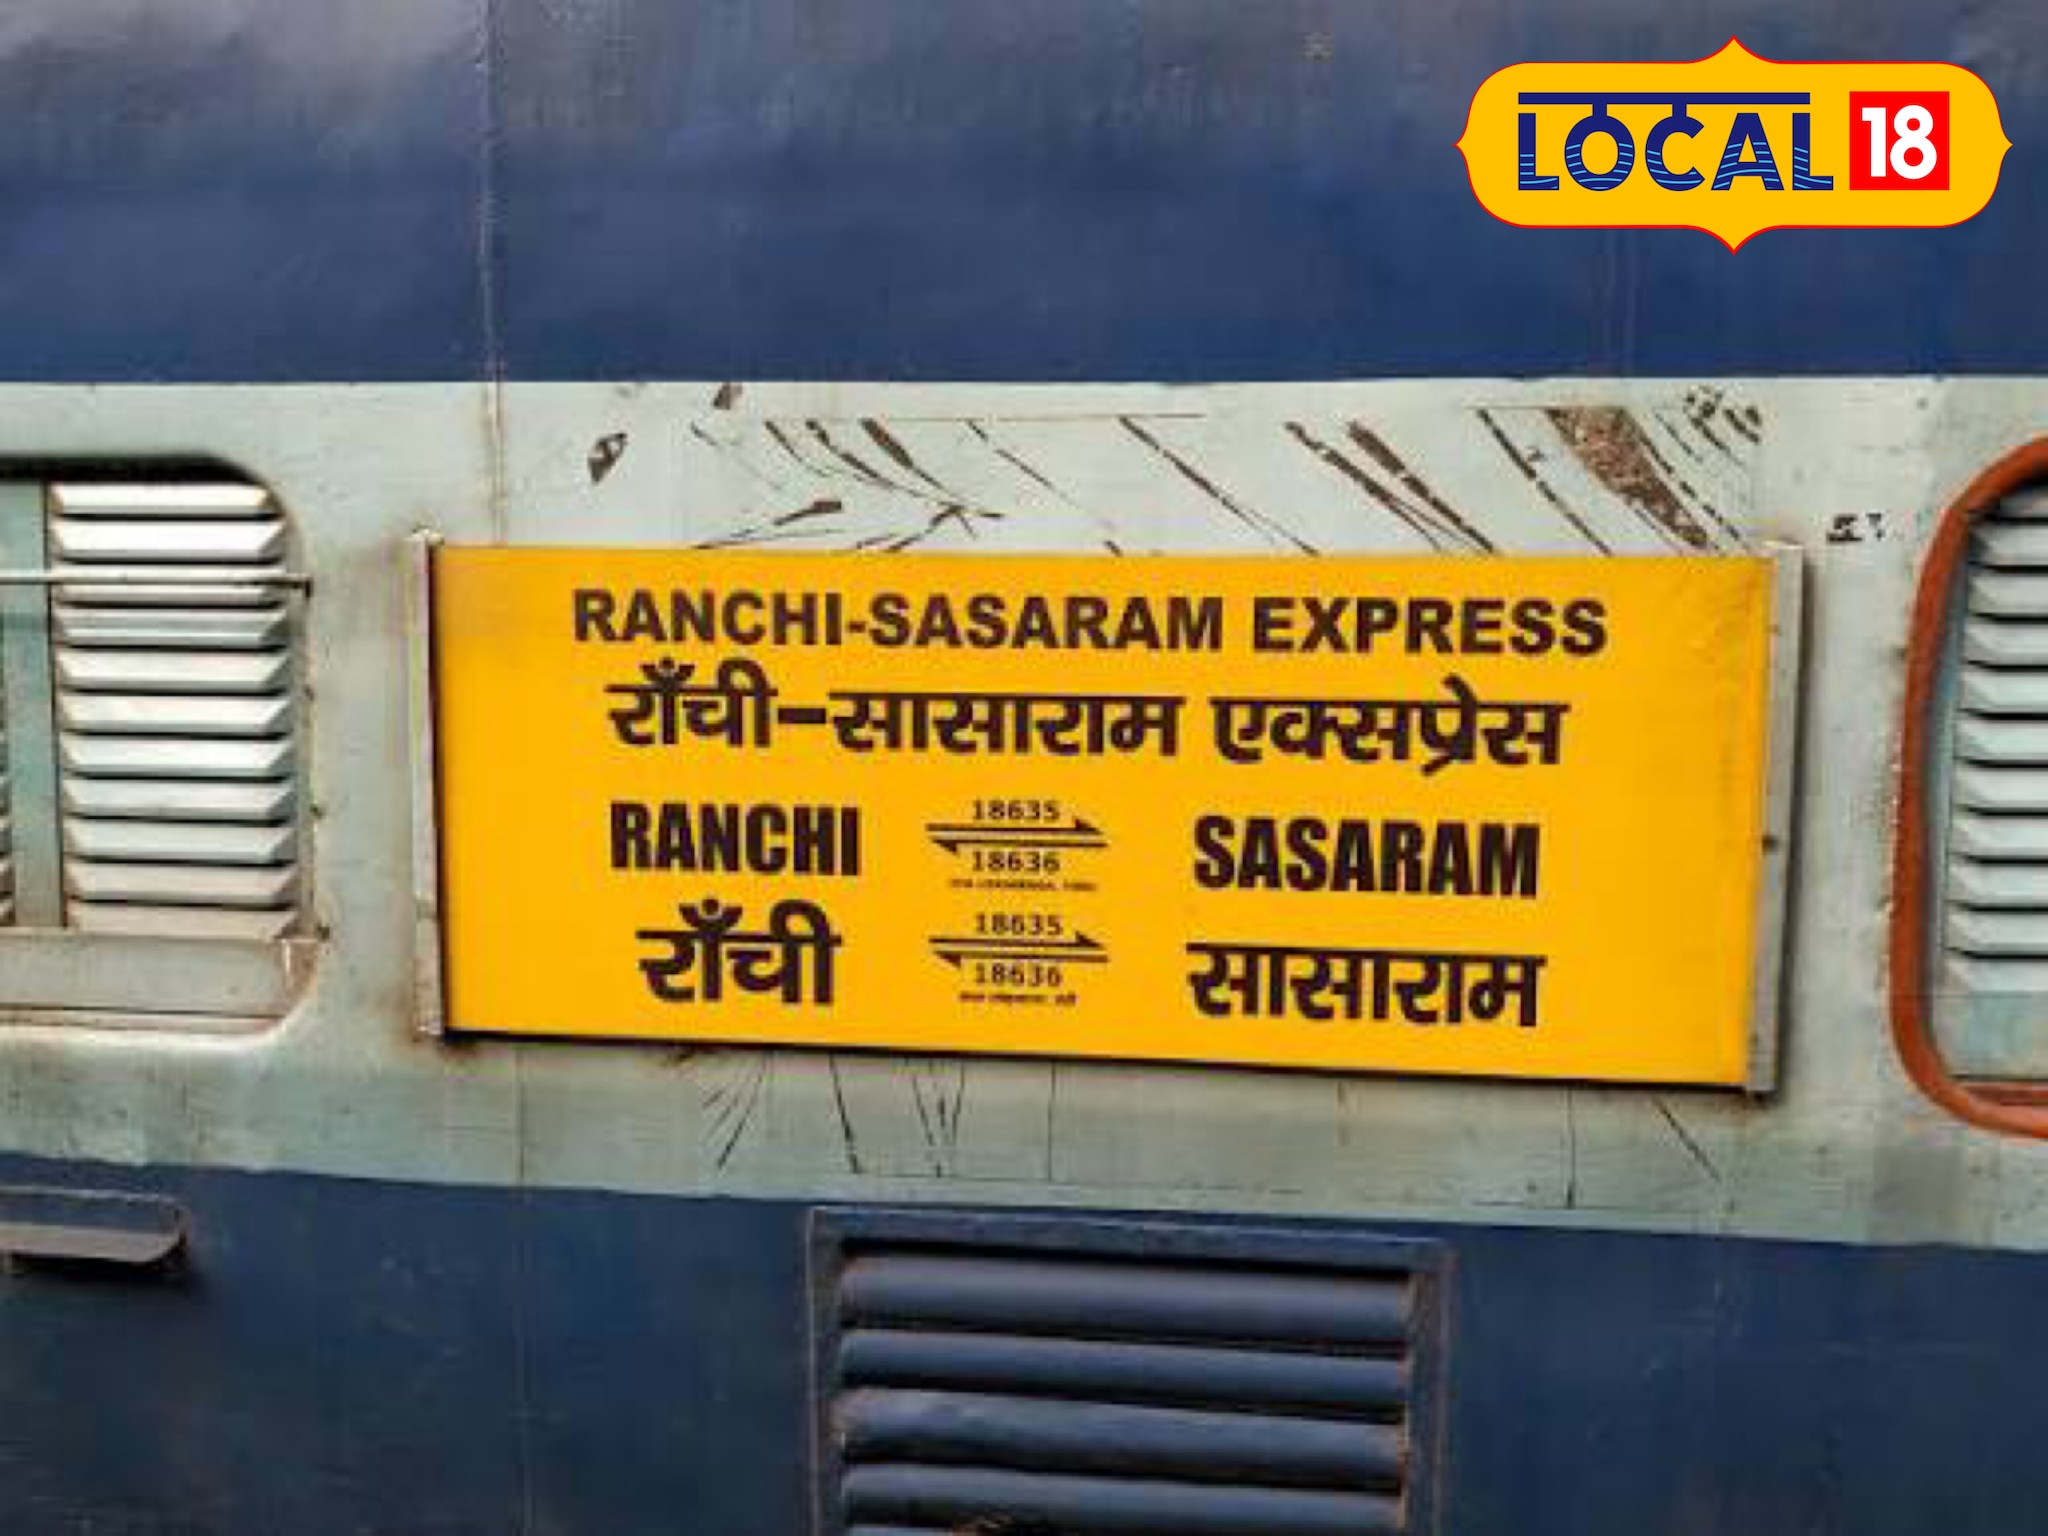 LOCAL 18
RANCHI-SASARAM EXPRESS
राँची-सासाराम एक्सप्रेस
RANCHI 18635 SASARAM
18636
राँची 18635 सासाराम
18636